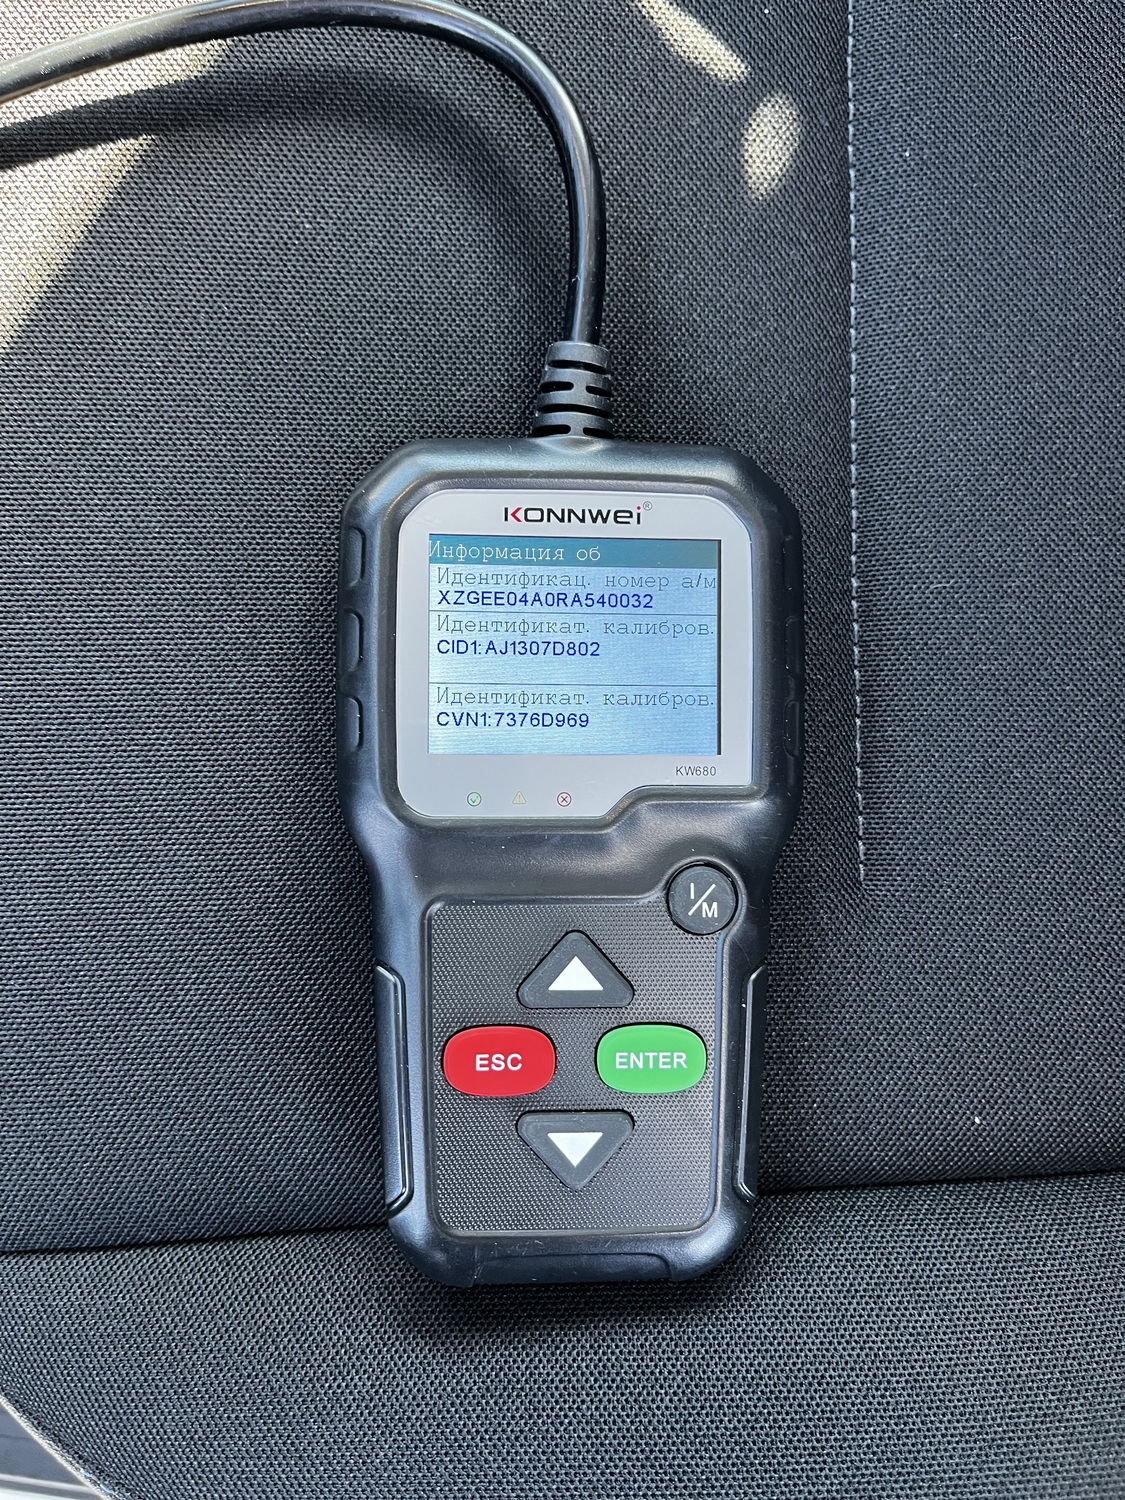 KONNWEI®
Информация об
Идентификац. номер а/м
XZGEE04A0RA540032
Идентификат. калибров.
CID1:AJ1307D802
Идентификат. калибров.
CVN1:7376D969
KW680
I/M
ESC
ENTER